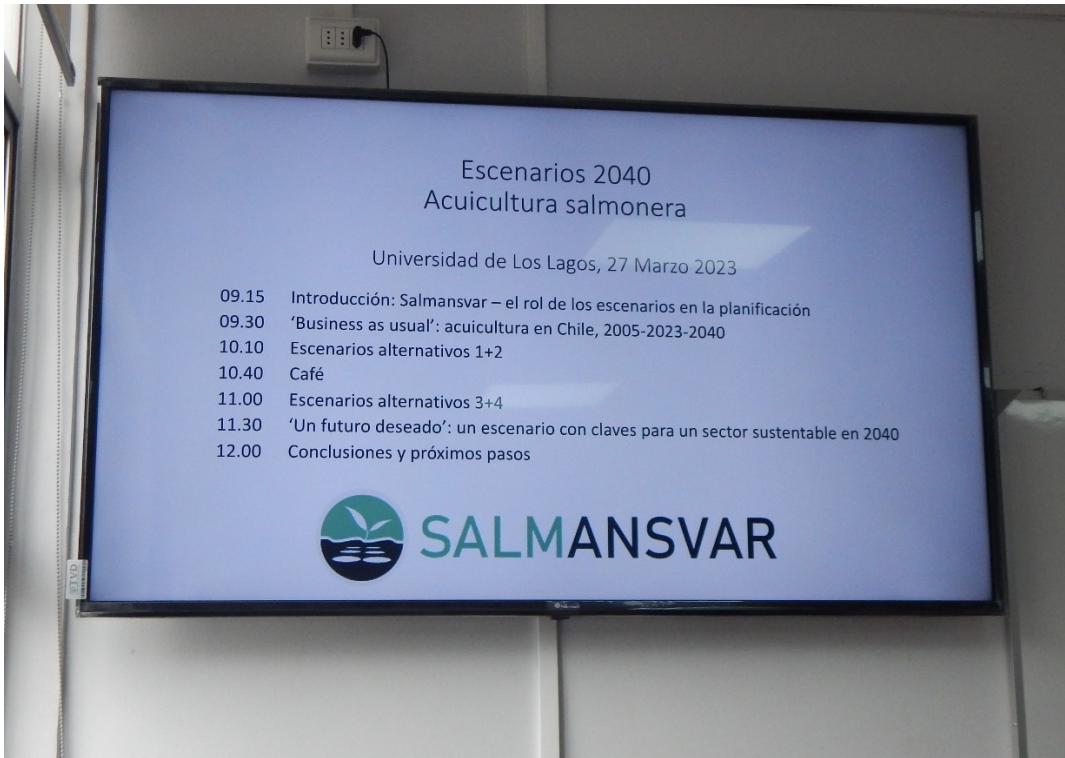 Escenarios 2040
Acuicultura salmonera
Universidad de Los Lagos, 27 Marzo 2023
09.15 Introducción: Salmansvar – el rol de los escenarios en la planificación
09.30 ‘Business as usual’: acuicultura en Chile, 2005-2023-2040
10.10 Escenarios alternativos 1+2
10.40 Café
11.00 Escenarios alternativos 3+4
11.30 ‘Un futuro deseado’: un escenario con claves para un sector sustentable en 2040
12.00 Conclusiones y próximos pasos
SALMANSVAR